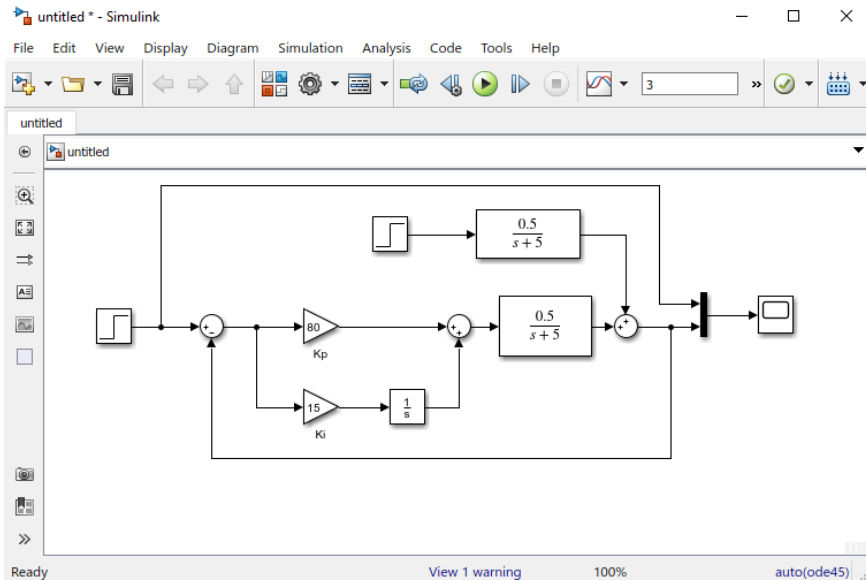 untitled * - Simulink
File Edit View Display Diagram Simulation Analysis Code Tools Help
3
»
untitled
untitled
0.5
s + 5
80
Kp
0.5
s + 5
15
Ki
1
s
Ready View 1 warning 100% auto(ode45)